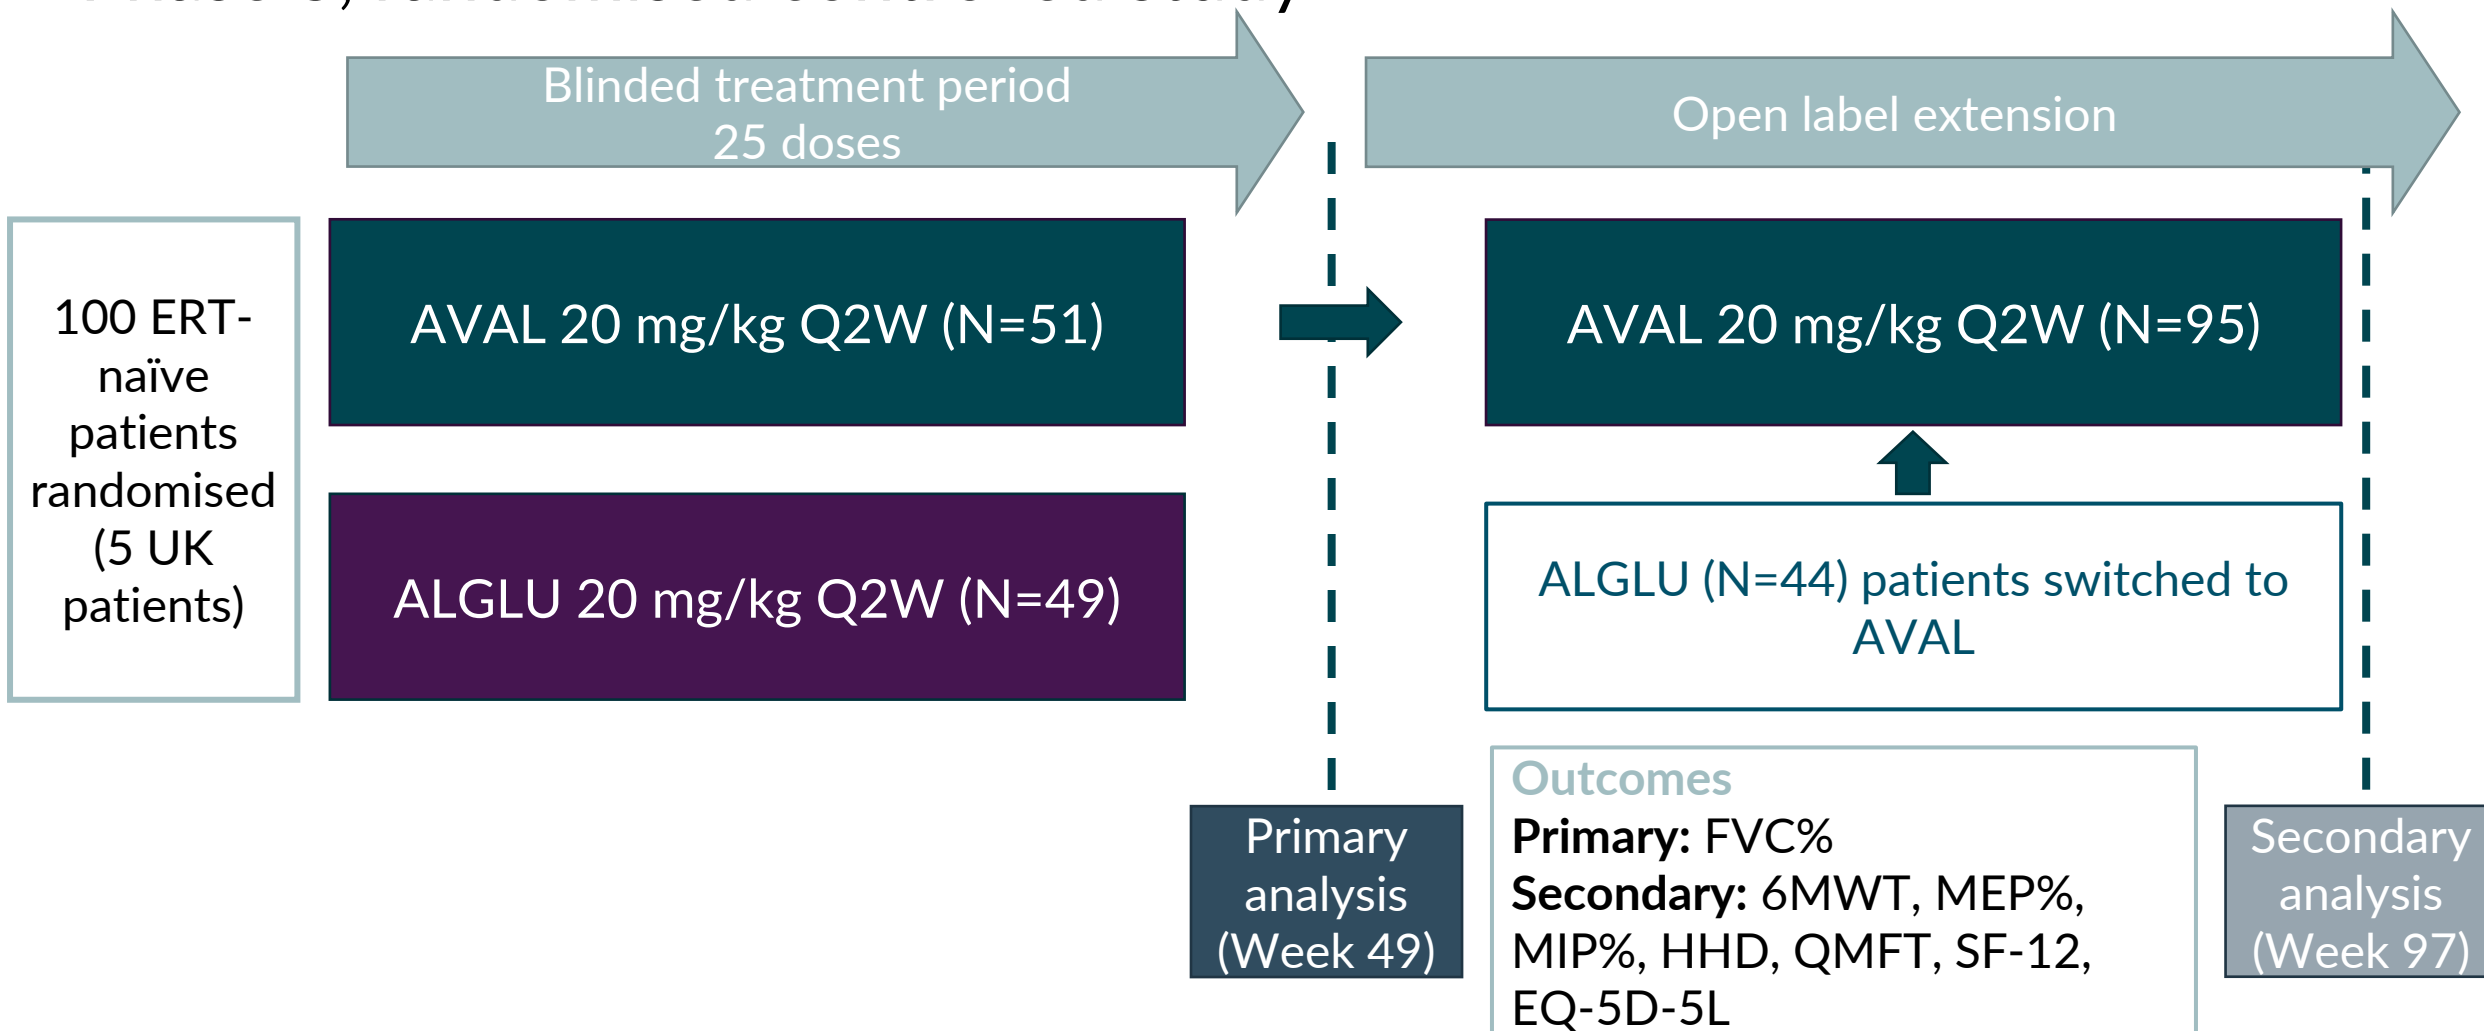 Blinded treatment period
25 doses
Open label extension
100 ERT-
naïve
patients
randomised
(5 UK
patients)
AVAL 20 mg/kg Q2W (N=51)
AVAL 20 mg/kg Q2W (N=95)
ALGLU 20 mg/kg Q2W (N=49)
ALGLU (N=44) patients switched to
AVAL
Primary
analysis
(Week 49)
Outcomes
Primary: FVC%
Secondary: 6MWT, MEP%,
MIP%, HHD, QMFT, SF-12,
EQ-5D-5L
Secondary
analysis
(Week 97)